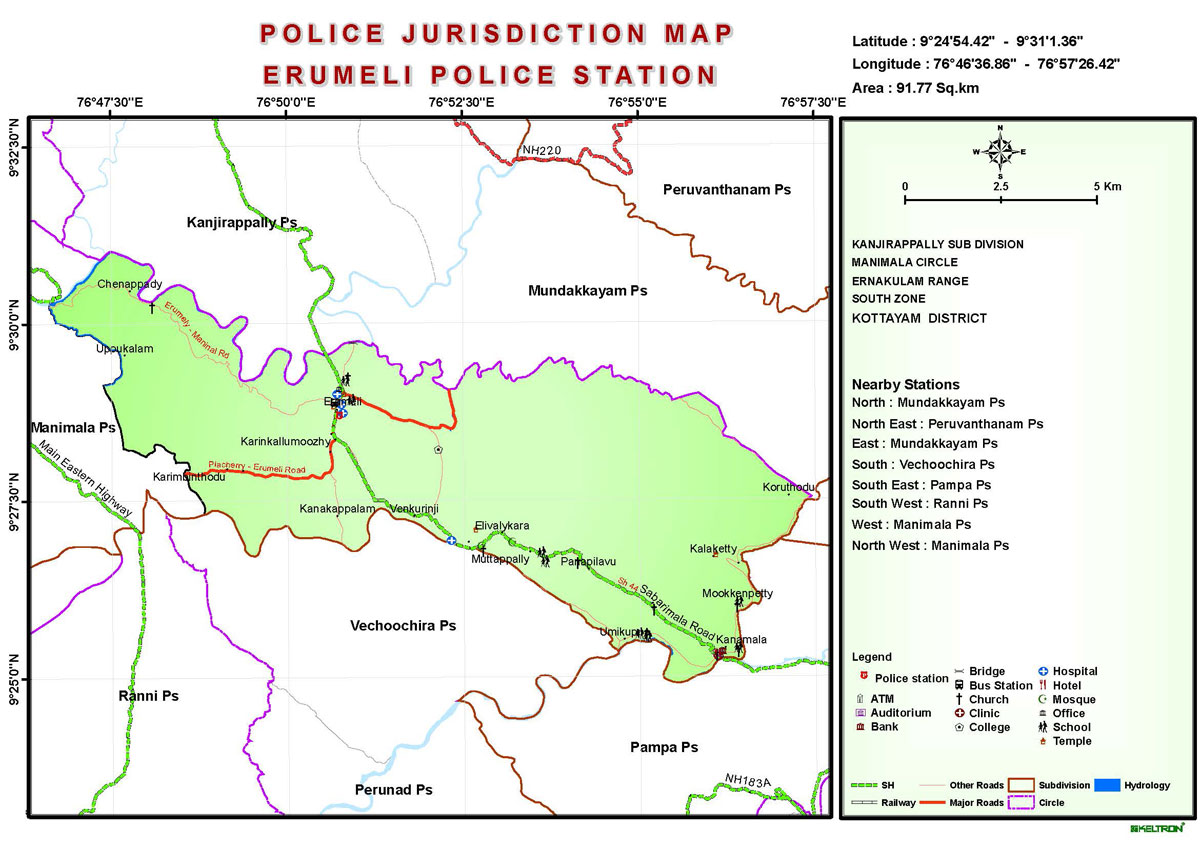 POLICE JURISDICTION MAP
ERUMELI POLICE STATION
Latitude : 9°24'54.42" - 9°31'1.36"
Longitude : 76°46'36.86" - 76°57'26.42"
Area : 91.77 Sq.km
76°47'30"E
76°50'0"E
76°52'30"E
76°55'0"E
76°57'30"E
9°32'30"N
9°30'0"N
9°27'30"N
9°25'0"N
NH220
Peruvanthanam Ps
Kanjirappally Ps
Chenappady
Mundakkayam Ps
Erumely - Maninal Rd
Uppukalam
Erumeli
Manimala Ps
Karinkallumoozhy
Main Eastern Highway
Placherry - Erumeli Road
Karimbinthodu
Koruthodu
Kanakappalam
Venkurinji
Elivalykara
Muttappally
Panapilavu
Kalaketty
Sh 44
Sabarimala Road
Mookkenpetty
Vechoochira Ps
Kanamala
Ranni Ps
Pampa Ps
Perunad Ps
NH183A
N
W
E
S
0 2.5 5 Km
KANJIRAPPALLY SUB DIVISION
MANIMALA CIRCLE
ERNAKULAM RANGE
SOUTH ZONE
KOTTAYAM DISTRICT
Nearby Stations
North : Mundakkayam Ps
North East : Peruvanthanam Ps
East : Mundakkayam Ps
South : Vechoochira Ps
South East : Pampa Ps
South West : Ranni Ps
West : Manimala Ps
North West : Manimala Ps
Legend
Police station
ATM
Auditorium
Bank
Bridge
Bus Station
Church
Clinic
College
Hospital
Hotel
Mosque
Office
School
Temple
SH
Other Roads
Subdivision
Hydrology
Railway
Major Roads
Circle
KELTRON